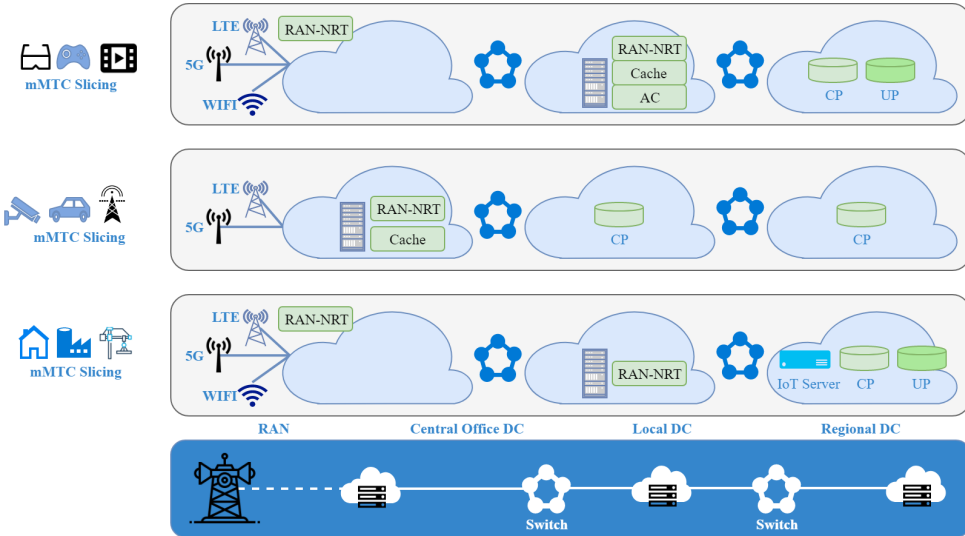 LTE
RAN-NRT
5G
WIFI
RAN-NRT
Cache
AC
CP
UP
mMTC Slicing
LTE
5G
RAN-NRT
Cache
CP
CP
mMTC Slicing
LTE
RAN-NRT
5G
WIFI
RAN-NRT
IoT Server
CP
UP
mMTC Slicing
RAN
Central Office DC
Local DC
Regional DC
Switch
Switch